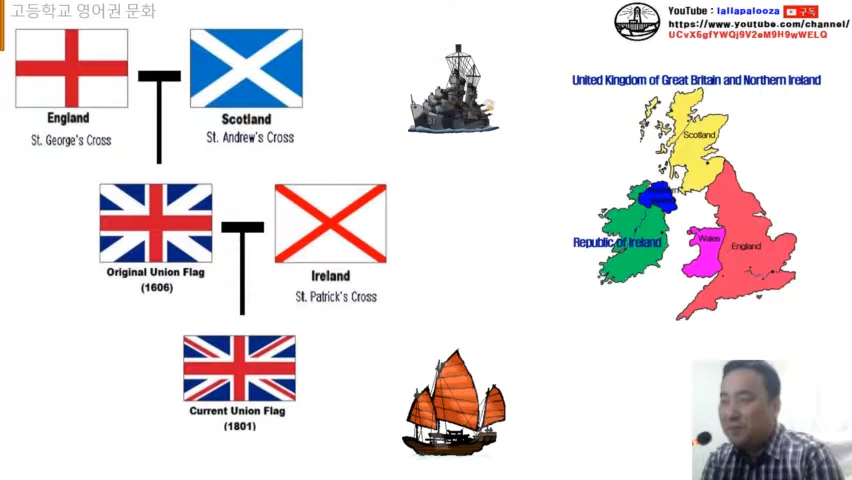 고등학교 영어권 문화
YouTube : lallapalooza 구독
https://www.youtube.com/channel/
UCvX6gfYWQj9V2eM9H9wWELQ
England
St. George's Cross
Scotland
St. Andrew's Cross
United Kingdom of Great Britain and Northern Ireland
Scotland
Republic of Ireland
Wales
England
Original Union Flag
(1606)
Ireland
St. Patrick's Cross
Current Union Flag
(1801)